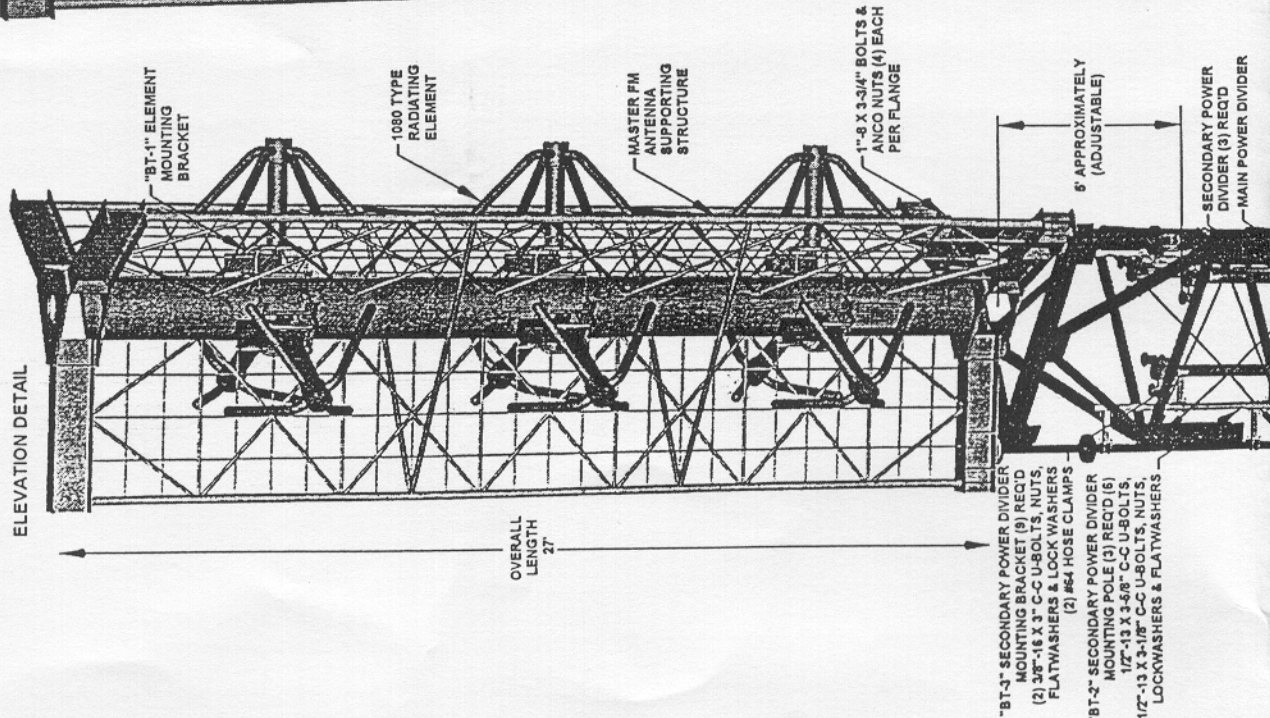 ELEVATION DETAIL
"BT-1" ELEMENT
MOUNTING
BRACKET
1080 TYPE
RADIATING
ELEMENT
MASTER FM
ANTENNA
SUPPORTING
STRUCTURE
1"-8 X 3-3/4" BOLTS &
ANCO NUTS (4) EACH
PER FLANGE
6' APPROXIMATELY
(ADJUSTABLE)
SECONDARY POWER
DIVIDER (3) REQ'D
MAIN POWER DIVIDER
OVERALL
LENGTH
27'
"BT-3" SECONDARY POWER DIVIDER
MOUNTING BRACKET (9) REQ'D
(2) 3/8"-16 X 3" C-C U-BOLTS, NUTS,
FLATWASHERS & LOCK WASHERS
(2) #64 HOSE CLAMPS
"BT-2" SECONDARY POWER DIVIDER
MOUNTING POLE (3) REQ'D (6)
1/2"-13 X 3-5/8" C-C U-BOLTS,
1/2"-13 X 3-1/8" C-C U-BOLTS, NUTS,
LOCKWASHERS & FLATWASHERS